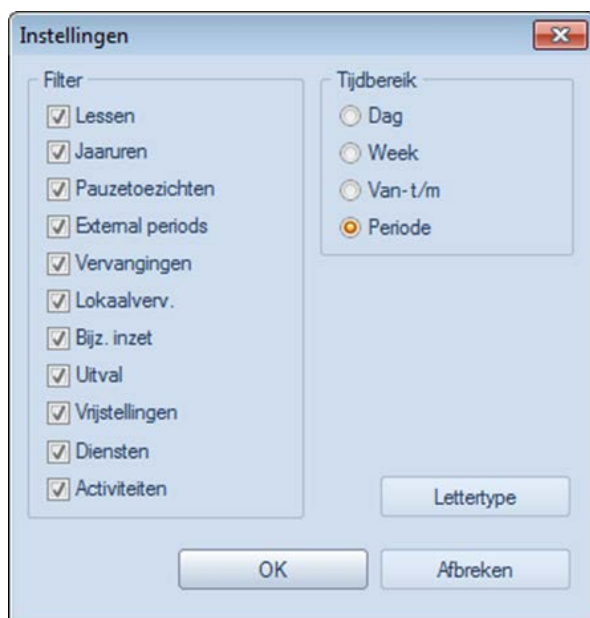 Instellingen
Filter
Lessen
Jaaruren
Pauzetoezichten
External periods
Vervangingen
Lokaalverv.
Bijz. inzet
Uitval
Vrijstellingen
Diensten
Activiteiten
Tijdbereik
Dag
Week
Van- t/m
Periode
Lettertype
OK
Afbreken